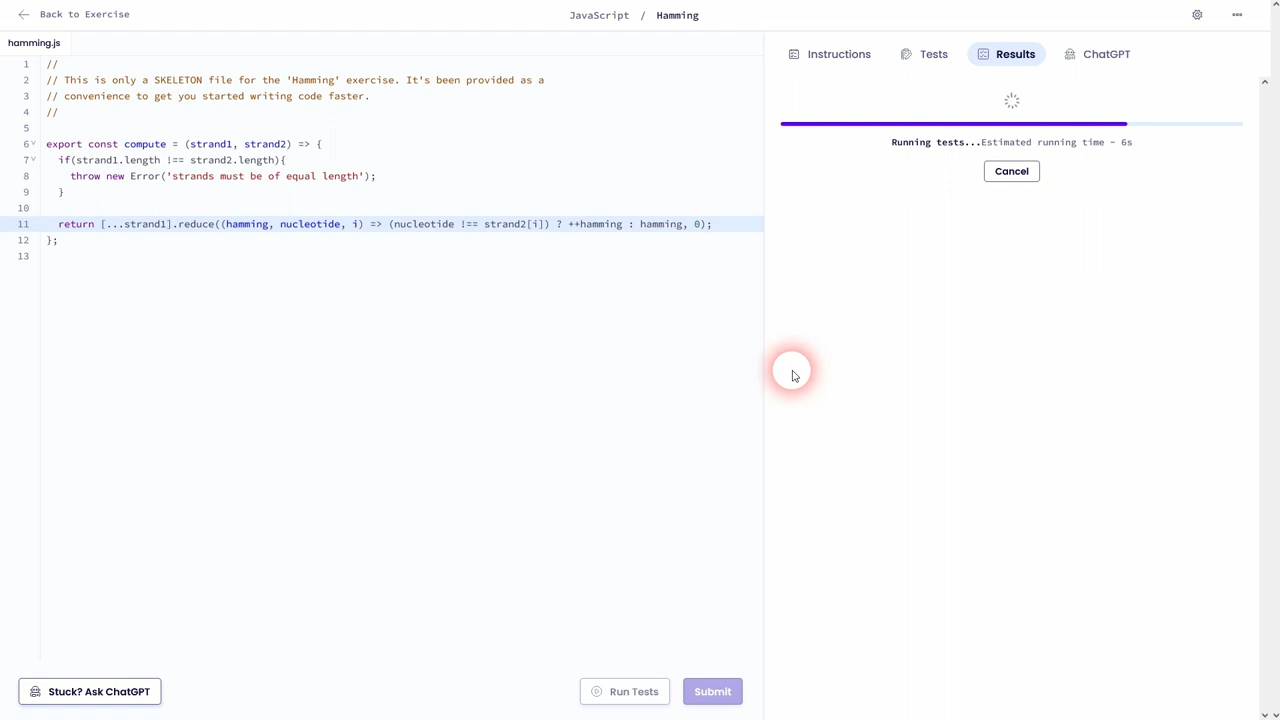 Back to Exercise
JavaScript / Hamming
hamming.js
Instructions Tests Results ChatGPT
1 //
2 // This is only a SKELETON file for the 'Hamming' exercise. It's been provided as a
3 // convenience to get you started writing code faster.
4 //
5
6 export const compute = (strand1, strand2) => {
7 if(strand1.length !== strand2.length){
8 throw new Error('strands must be of equal length');
9 }
10
11 return [...strand1].reduce((hamming, nucleotide, i) => (nucleotide !== strand2[i]) ? ++hamming : hamming, 0);
12 };
13
Running tests...Estimated running time ~ 6s
Cancel
Stuck? Ask ChatGPT
Run Tests
Submit